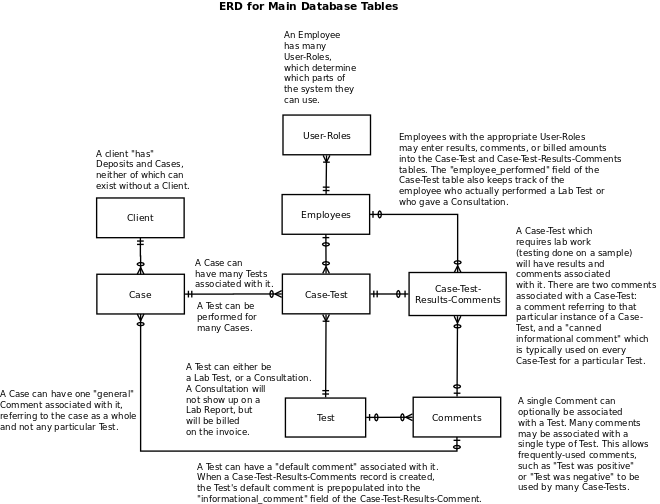 ERD for Main Database Tables
An Employee
has many
User-Roles,
which determine
which parts of
the system they
can use.
User-Roles
Employees with the appropriate User-Roles
may enter results, comments, or billed amounts
into the Case-Test and Case-Test-Results-Comments
tables. The "employee_performed" field of the
Case-Test table also keeps track of the
employee who actually performed a Lab Test or
who gave a Consultation.
A client "has"
Deposits and Cases,
neither of which can
exist without a Client.
Client
Employees
A Case can
have many Tests
associated with it.
A Test can be
performed for
many Cases.
Case
Case-Test
Case-Test-
Results-Comments
A Case-Test which
requires lab work
(testing done on a sample)
will have results and
comments associated
with it. There are two comments
associated with a Case-Test:
a comment referring to that
particular instance of a Case-
Test, and a "canned
informational comment" which
is typically used on every
Case-Test for a particular Test.
A Test can either be
a Lab Test, or a Consultation.
A Consultation will
not show up on a
Lab Report, but
will be billed
on the invoice.
A Case can have one "general"
Comment associated with it,
referring to the case as a whole
and not any particular Test.
Test
Comments
A single Comment can
optionally be associated
with a Test. Many comments
may be associated with a
single type of Test. This allows
frequently-used comments,
such as "Test was positive"
or "Test was negative" to be
used by many Case-Tests.
A Test can have a "default comment" associated with it.
When a Case-Test-Results-Comments record is created,
the Test's default comment is prepopulated into the
"informational_comment" field of the Case-Test-Results-Comment.